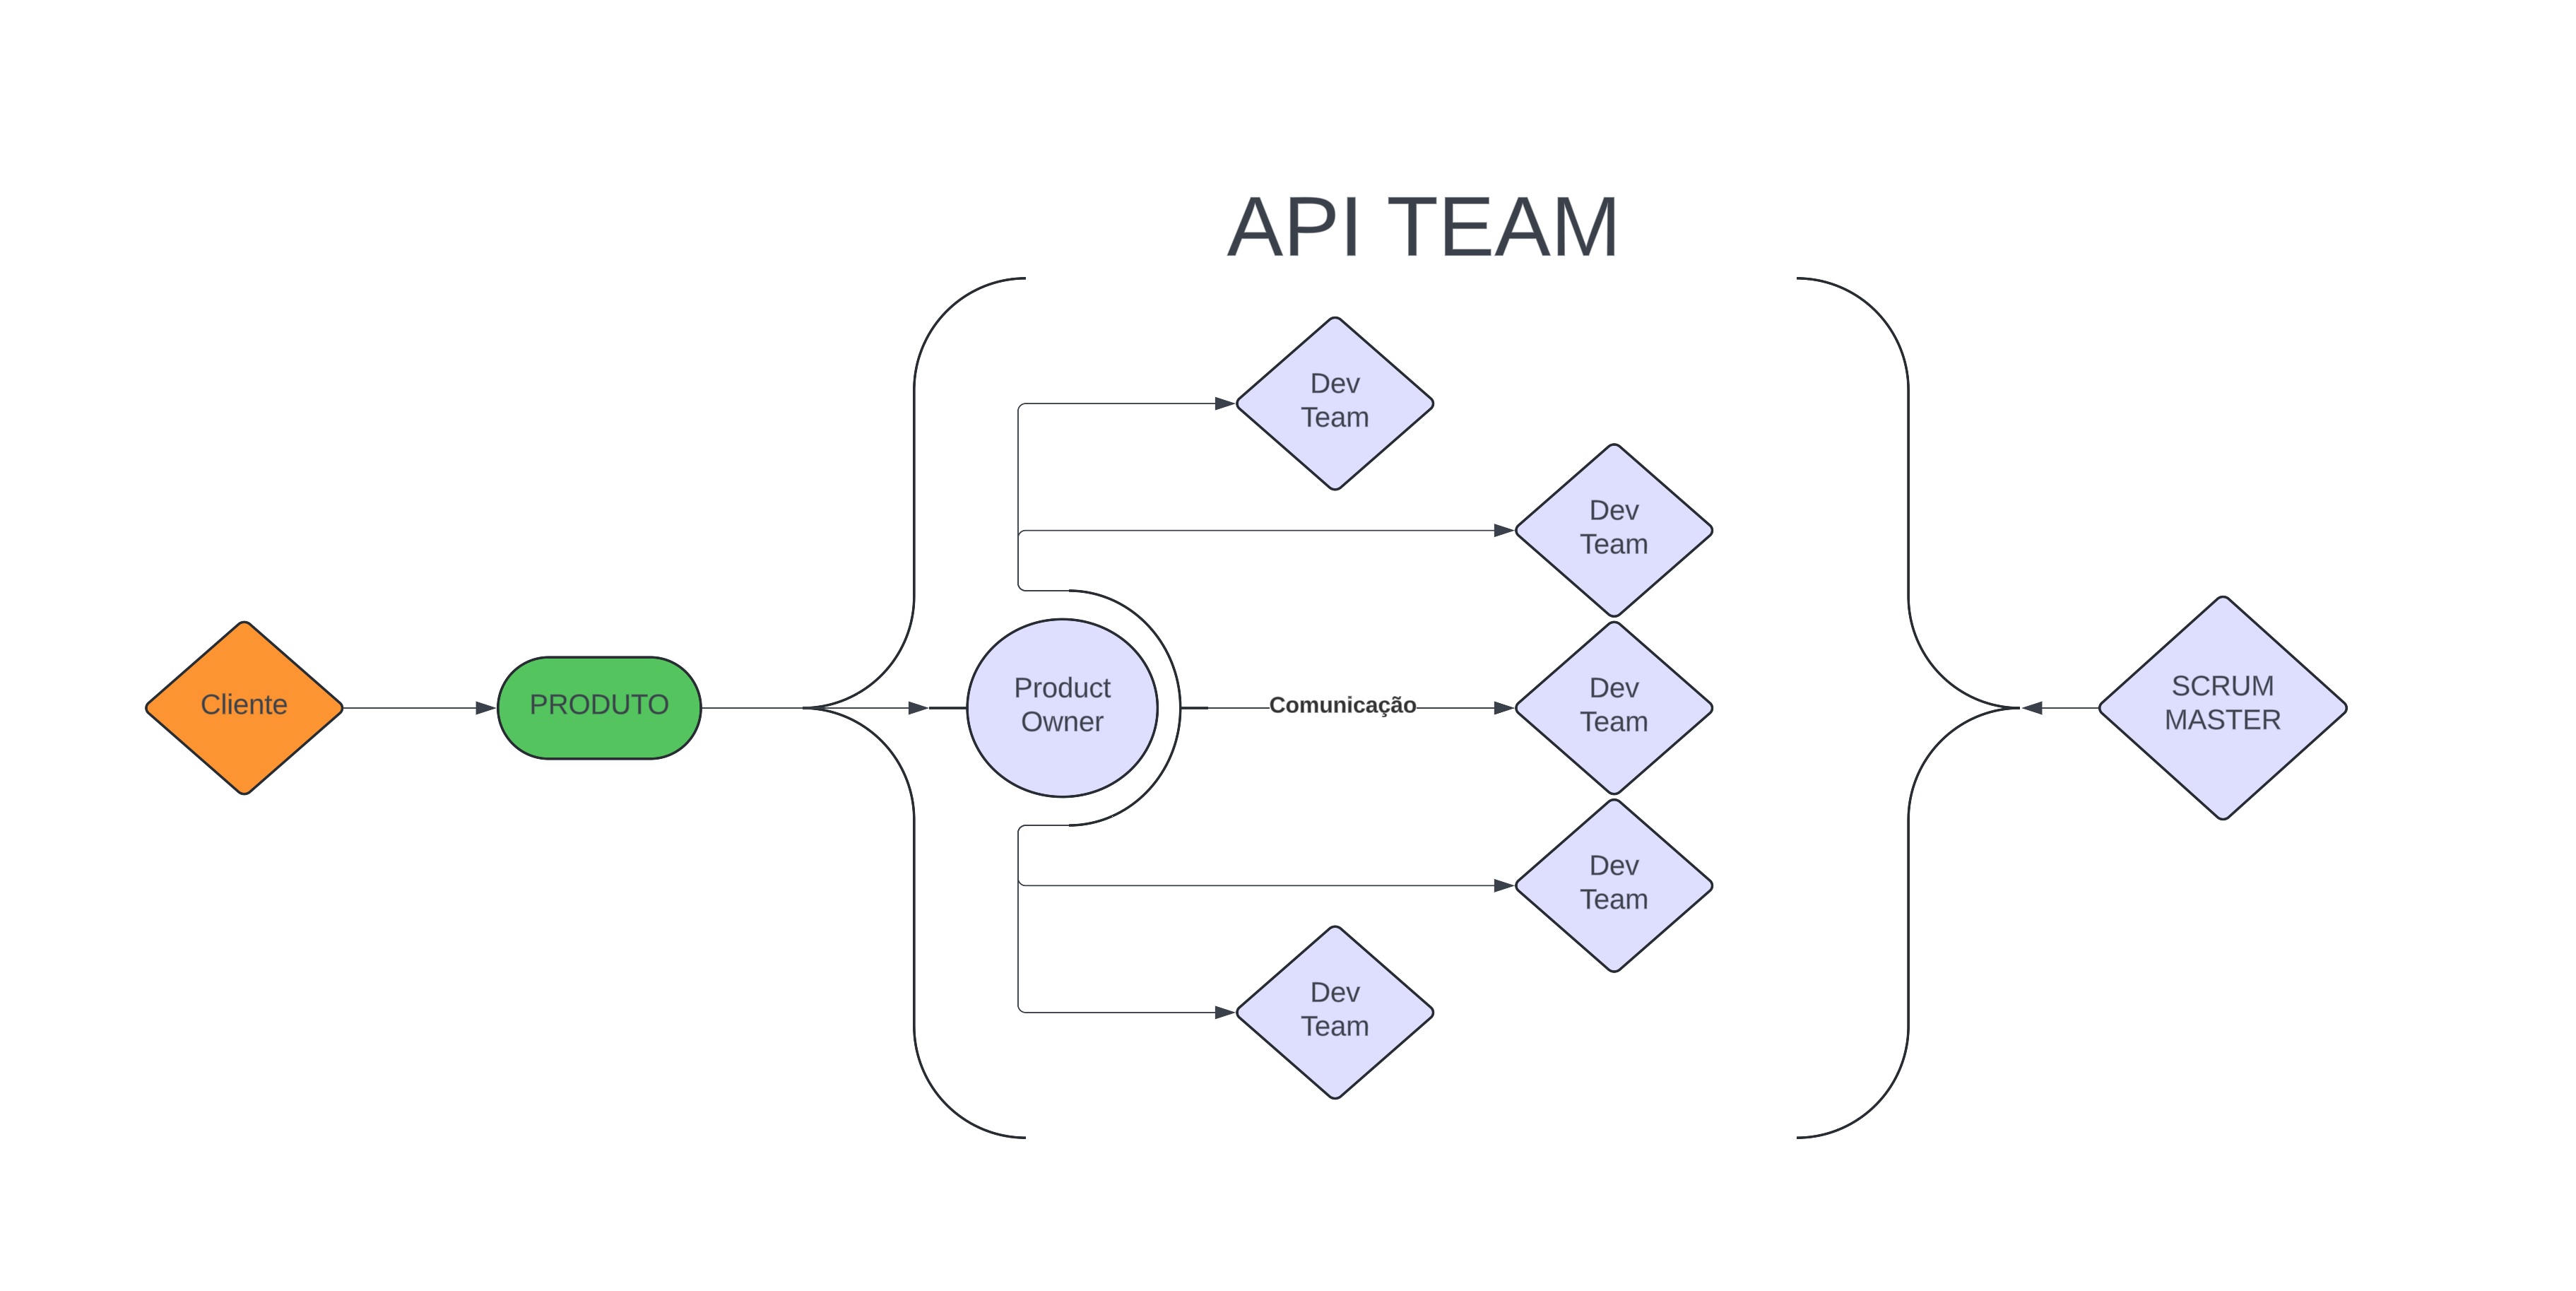 API TEAM
Dev
Team
Dev
Team
Cliente
PRODUTO
Product
Owner
Comunicação
Dev
Team
SCRUM
MASTER
Dev
Team
Dev
Team